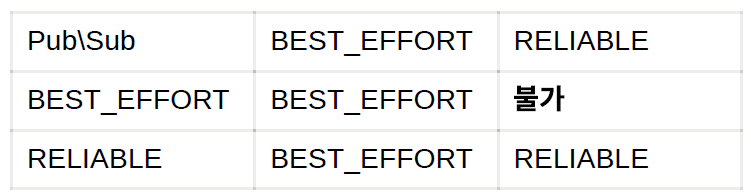 Pub\Sub BEST_EFFORT RELIABLE
BEST_EFFORT BEST_EFFORT 불가
RELIABLE BEST_EFFORT RELIABLE